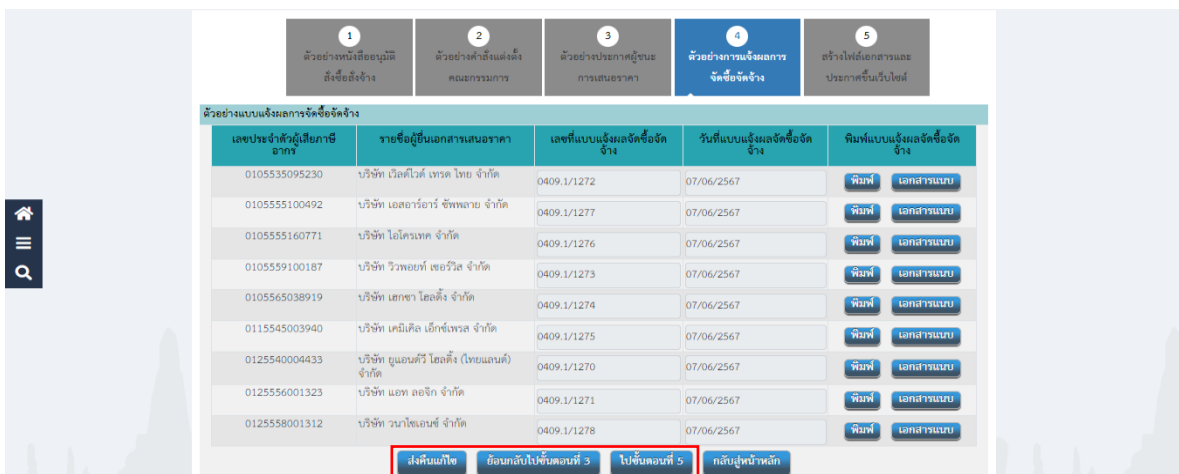 1
ตัวอย่างหนังสืออนุมัติ
สั่งซื้อสั่งจ้าง
2
ตัวอย่างคำสั่งแต่งตั้ง
คณะกรรมการ
3
ตัวอย่างประกาศผู้ชนะ
การเสนอราคา
4
ตัวอย่างการแจ้งผลการ
จัดซื้อจัดจ้าง
5
สร้างไฟล์เอกสารและ
ประกาศขึ้นเว็บไซต์
ตัวอย่างแบบแจ้งผลการจัดซื้อจัดจ้าง
เลขประจำตัวผู้เสียภาษี
อากร
รายชื่อผู้ยื่นเอกสารเสนอราคา
เลขที่แบบแจ้งผลจัดซื้อจัด
จ้าง
วันที่แบบแจ้งผลจัดซื้อจัด
จ้าง
พิมพ์แบบแจ้งผลจัดซื้อจัด
จ้าง
0105535095230 บริษัท เวิลด์ไวด์ เทรด ไทย จำกัด 0409.1/1272 07/06/2567 พิมพ์ เอกสารแนบ
0105555100492 บริษัท เอสอาร์อาร์ ซัพพลาย จำกัด 0409.1/1277 07/06/2567 พิมพ์ เอกสารแนบ
0105555160771 บริษัท ไอโครเทค จำกัด 0409.1/1276 07/06/2567 พิมพ์ เอกสารแนบ
0105559100187 บริษัท วิวพอยท์ เซอร์วิส จำกัด 0409.1/1273 07/06/2567 พิมพ์ เอกสารแนบ
0105565038919 บริษัท เฮกซา โฮลดิ้ง จำกัด 0409.1/1274 07/06/2567 พิมพ์ เอกสารแนบ
0115545003940 บริษัท เคมิเคิล เอ็กซ์เพรส จำกัด 0409.1/1275 07/06/2567 พิมพ์ เอกสารแนบ
0125540004433 บริษัท ยูแอนด์วี โฮลดิ้ง (ไทยแลนด์)
จำกัด 0409.1/1270 07/06/2567 พิมพ์ เอกสารแนบ
0125556001323 บริษัท แอท ลอจิก จำกัด 0409.1/1271 07/06/2567 พิมพ์ เอกสารแนบ
0125558001312 บริษัท วนาไซเอนซ์ จำกัด 0409.1/1278 07/06/2567 พิมพ์ เอกสารแนบ
ส่งคืนแก้ไข ย้อนกลับไปขั้นตอนที่ 3 ไปขั้นตอนที่ 5 กลับสู่หน้าหลัก